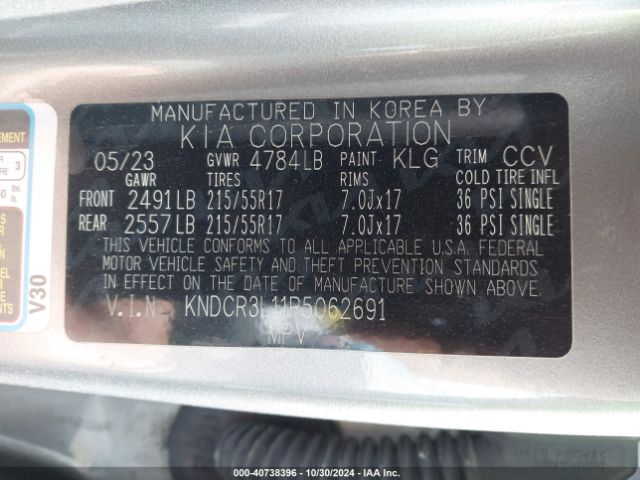 MANUFACTURED IN KOREA BY
KIA CORPORATION
05/23 GVWR 4784LB PAINT KLG TRIM CCV
GAWR TIRES RIMS COLD TIRE INFL
FRONT 2491LB 215/55R17 7.0Jx17 36 PSI SINGLE
REAR 2557LB 215/55R17 7.0Jx17 36 PSI SINGLE
THIS VEHICLE CONFORMS TO ALL APPLICABLE U.S.A. FEDERAL
MOTOR VEHICLE SAFETY AND THEFT PREVENTION STANDARDS
IN EFFECT ON THE DATE OF MANUFACTURE SHOWN ABOVE.
V.I.N. KNDCR3L11P5062691
MPV
V30
3
lb.
000-40738396 - 10/30/2024 - IAA Inc.